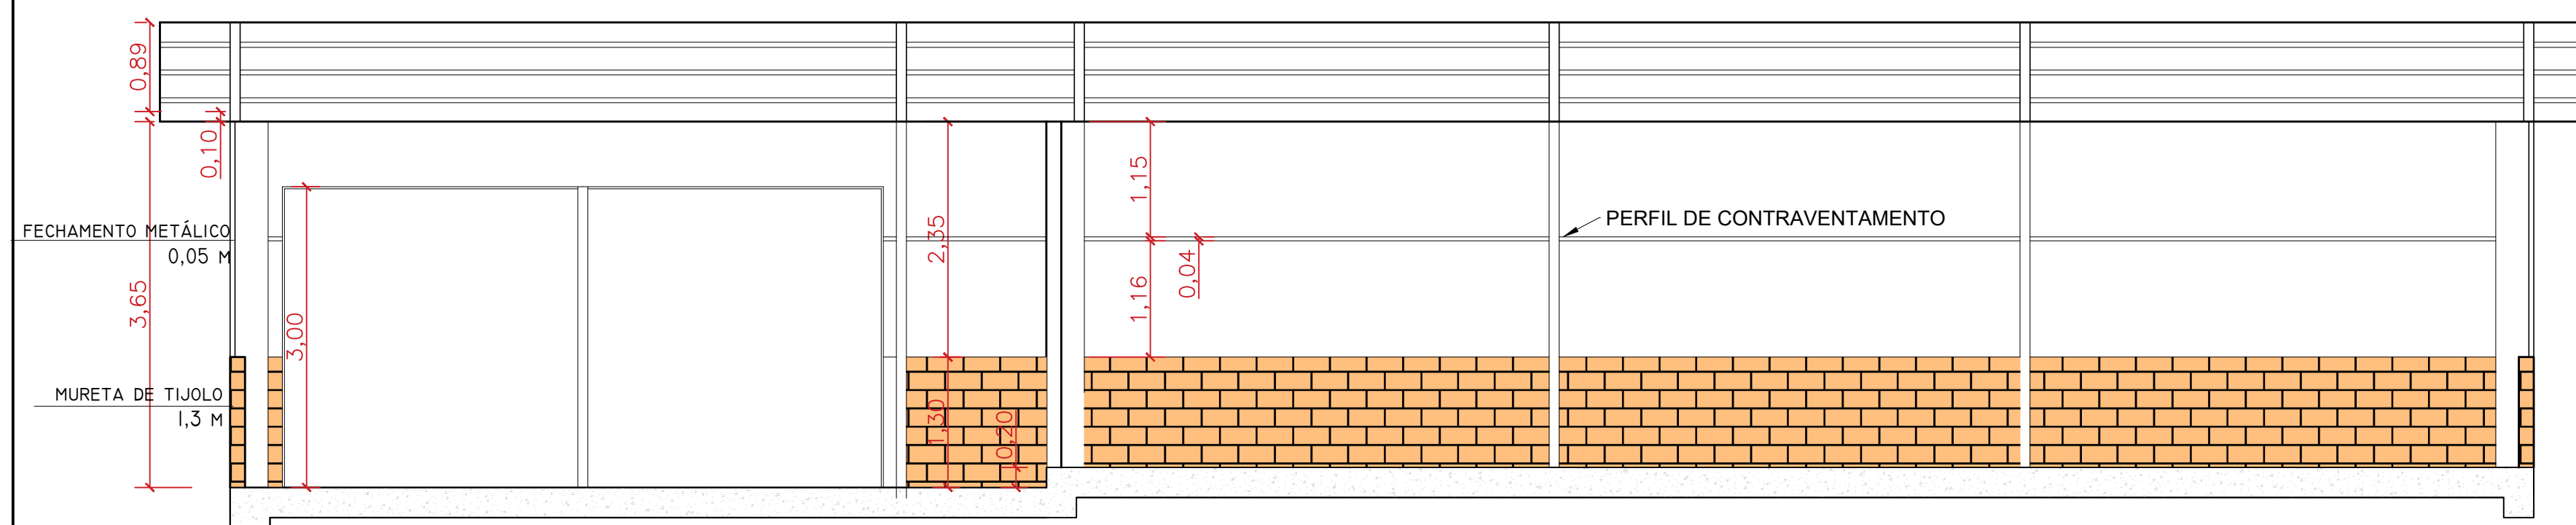 0,89
0,10
3,65
FECHAMENTO METÁLICO
0,05 M
MURETA DE TIJOLO
1,3 M
3,00
2,35
1,30
0,20
1,15
1,16
0,04
PERFIL DE CONTRAVENTAMENTO